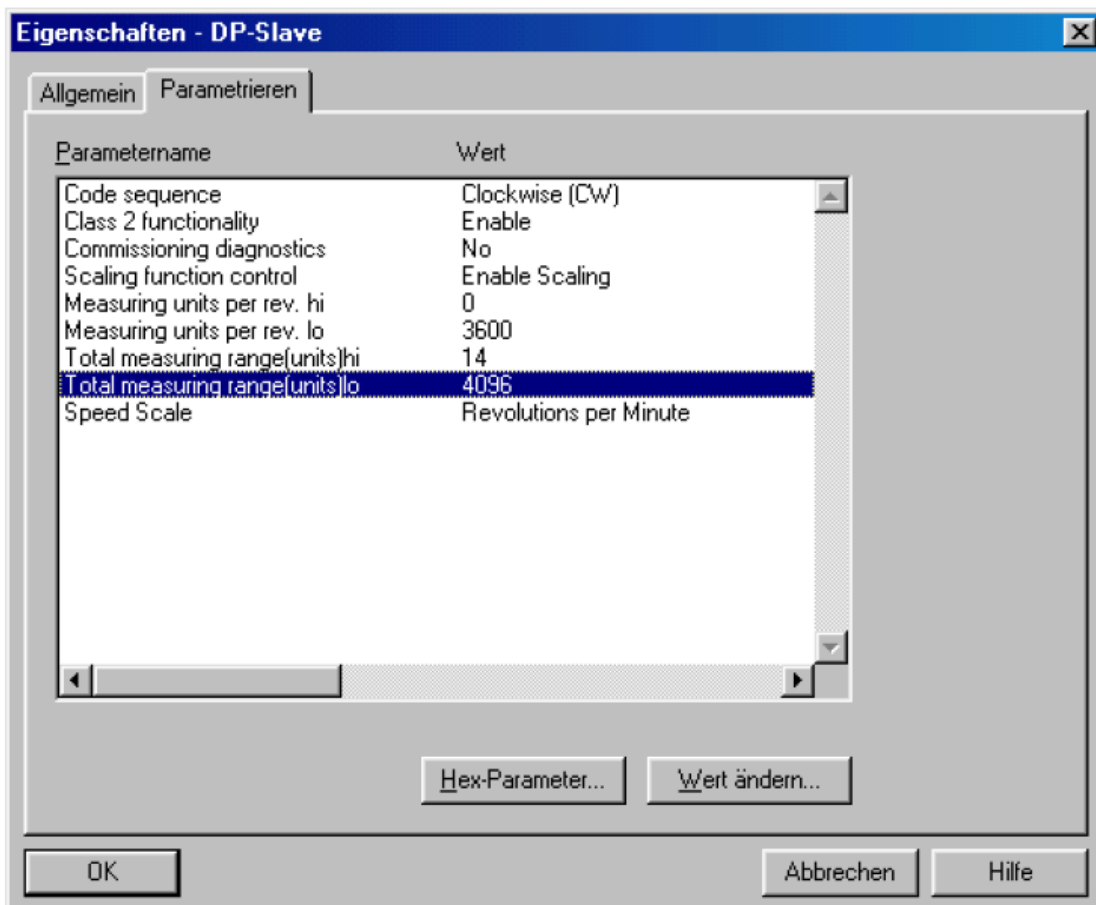 Eigenschaften - DP-Slave
Allgemein Parametrieren
Parametername Wert
Code sequence Clockwise (CW)
Class 2 functionality Enable
Commissioning diagnostics No
Scaling function control Enable Scaling
Measuring units per rev. hi 0
Measuring units per rev. lo 3600
Total measuring range(units)hi 14
Total measuring range(units)lo 4096
Speed Scale Revolutions per Minute
Hex-Parameter... Wert ändern...
OK Abbrechen Hilfe